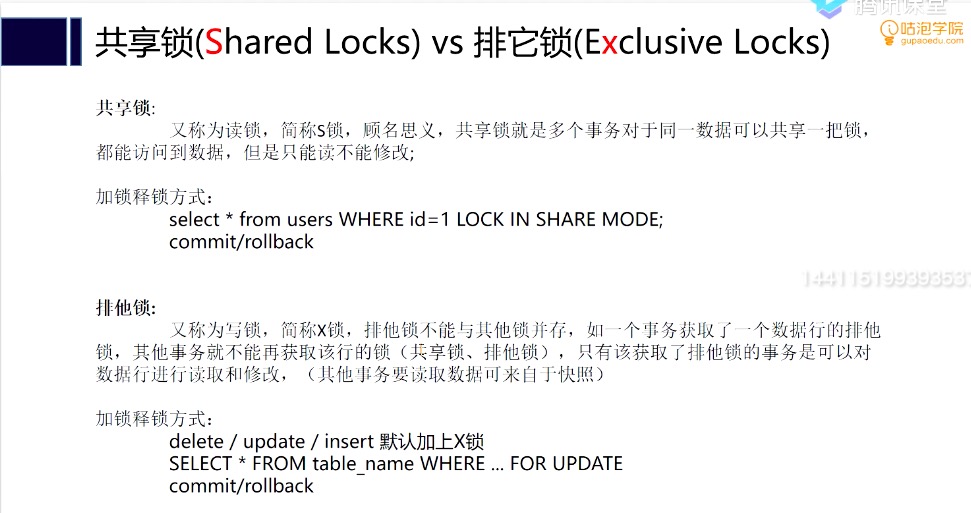 腾讯课堂
共享锁(Shared Locks) vs 排它锁(Exclusive Locks)
咕泡学院
gupaoedu.com
共享锁:
又称为读锁，简称S锁，顾名思义，共享锁就是多个事务对于同一数据可以共享一把锁，
都能访问到数据，但是只能读不能修改;
加锁释锁方式：
select * from users WHERE id=1 LOCK IN SHARE MODE;
commit/rollback
排他锁:
又称为写锁，简称X锁，排他锁不能与其他锁并存，如一个事务获取了一个数据行的排他
锁，其他事务就不能再获取该行的锁（共享锁、排他锁），只有该获取了排他锁的事务是可以对
数据行进行读取和修改，（其他事务要读取数据可来自于快照）
加锁释锁方式：
delete / update / insert 默认加上X锁
SELECT * FROM table_name WHERE ... FOR UPDATE
commit/rollback